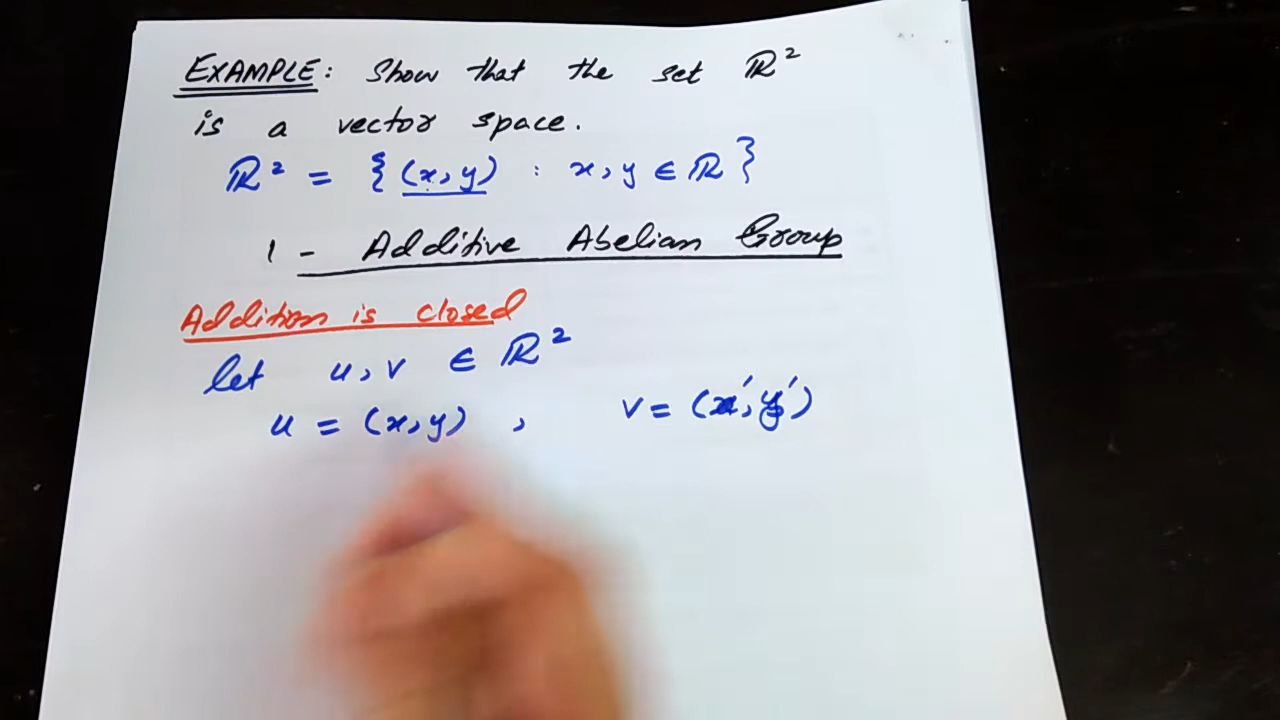 EXAMPLE: Show that the set ℝ²
is a vector space.
ℝ² = {(x,y) : x,y ∈ ℝ}
1 - Additive Abelian Group
Addition is closed
let u,v ∈ ℝ²
u = (x,y) , v = (x',y')